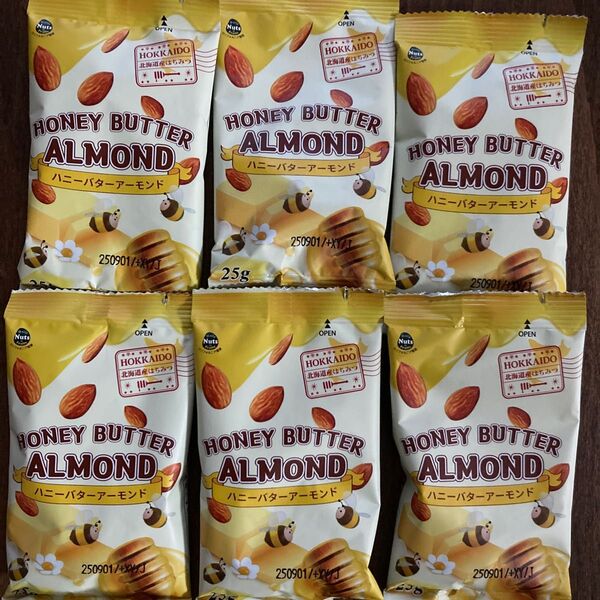 Nuts
OPEN
HOKKAIDO
北海道産はちみつ
HONEY BUTTER
ALMOND
ハニーバターアーモンド
250901/+XY/J
Nuts
OPEN
HOKKAIDO
北海道産はちみつ
HONEY BUTTER
ALMOND
ハニーバターアーモンド
250901/+XY/J
25g
Nuts
OPEN
HOKKAIDO
北海道産はちみつ
HONEY BUTTER
ALMOND
ハニーバターアーモンド
250901/+XY/J
Nuts
OPEN
HOKKAIDO
北海道産はちみつ
HONEY BUTTER
ALMOND
ハニーバターアーモンド
250901/+XY/J
25g
Nuts
OPEN
HOKKAIDO
北海道産はちみつ
HONEY BUTTER
ALMOND
ハニーバターアーモンド
250901/+XY/J
25g
Nuts
OPEN
HOKKAIDO
北海道産はちみつ
HONEY BUTTER
ALMOND
ハニーバターアーモンド
250901/+XY/J
25g